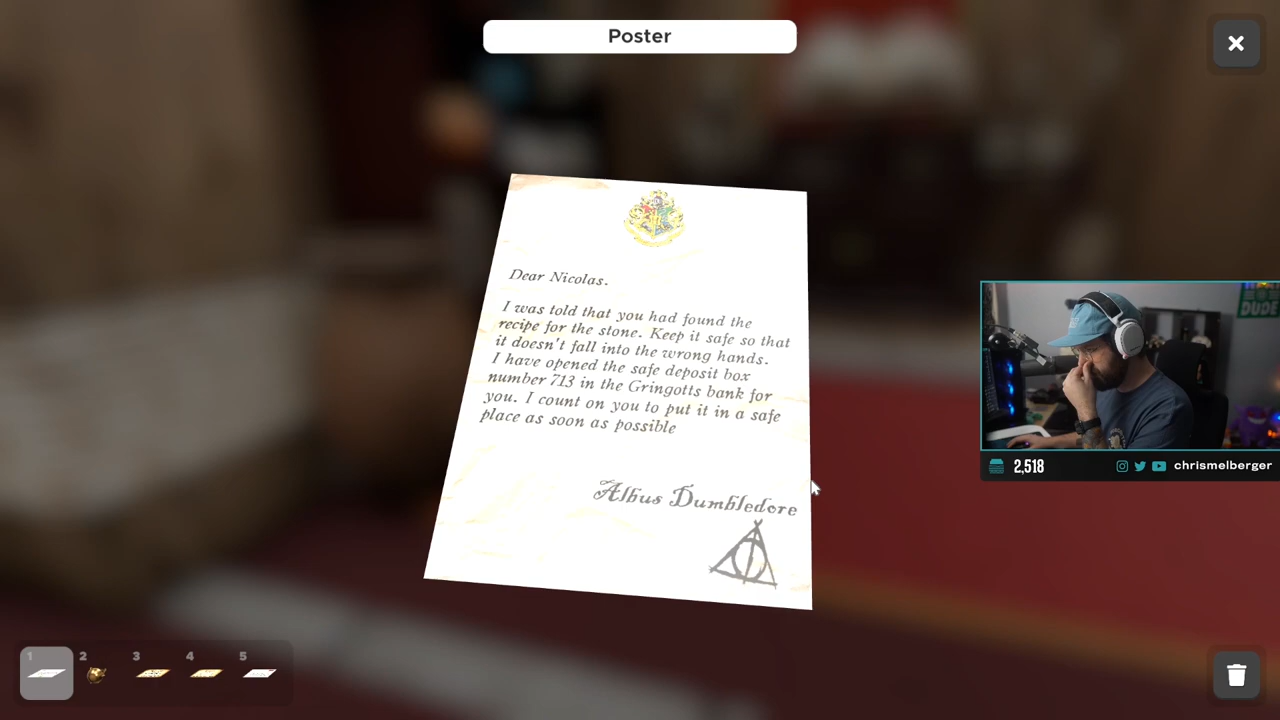 Poster
Dear Nicolas.
I was told that you had found the
recipe for the stone. Keep it safe so that
it doesn't fall into the wrong hands.
I have opened the safe deposit box
number 713 in the Gringotts bank for
you. I count on you to put it in a safe
place as soon as possible
Albus Dumbledore
DUDE
2,518
chrismelberger
1
2
3
4
5